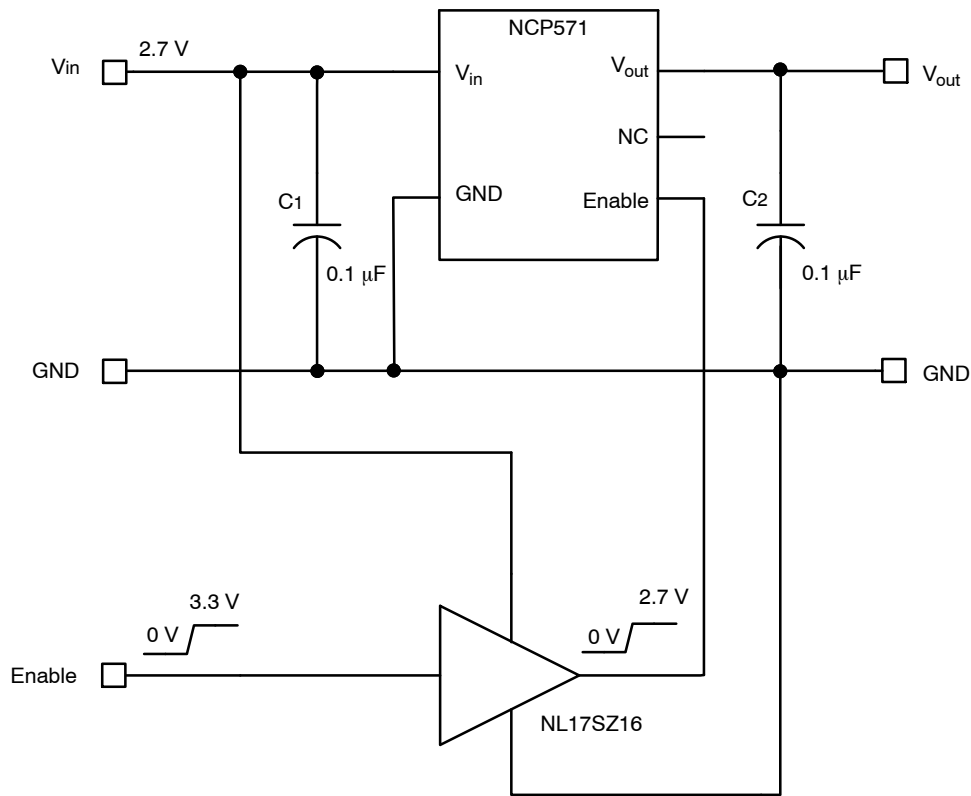 NCP571
2.7 V
Vin
Vin
Vout
Vout
NC
GND
Enable
C1
C2
0.1 μF
0.1 μF
GND
GND
3.3 V
0 V
2.7 V
0 V
Enable
NL17SZ16